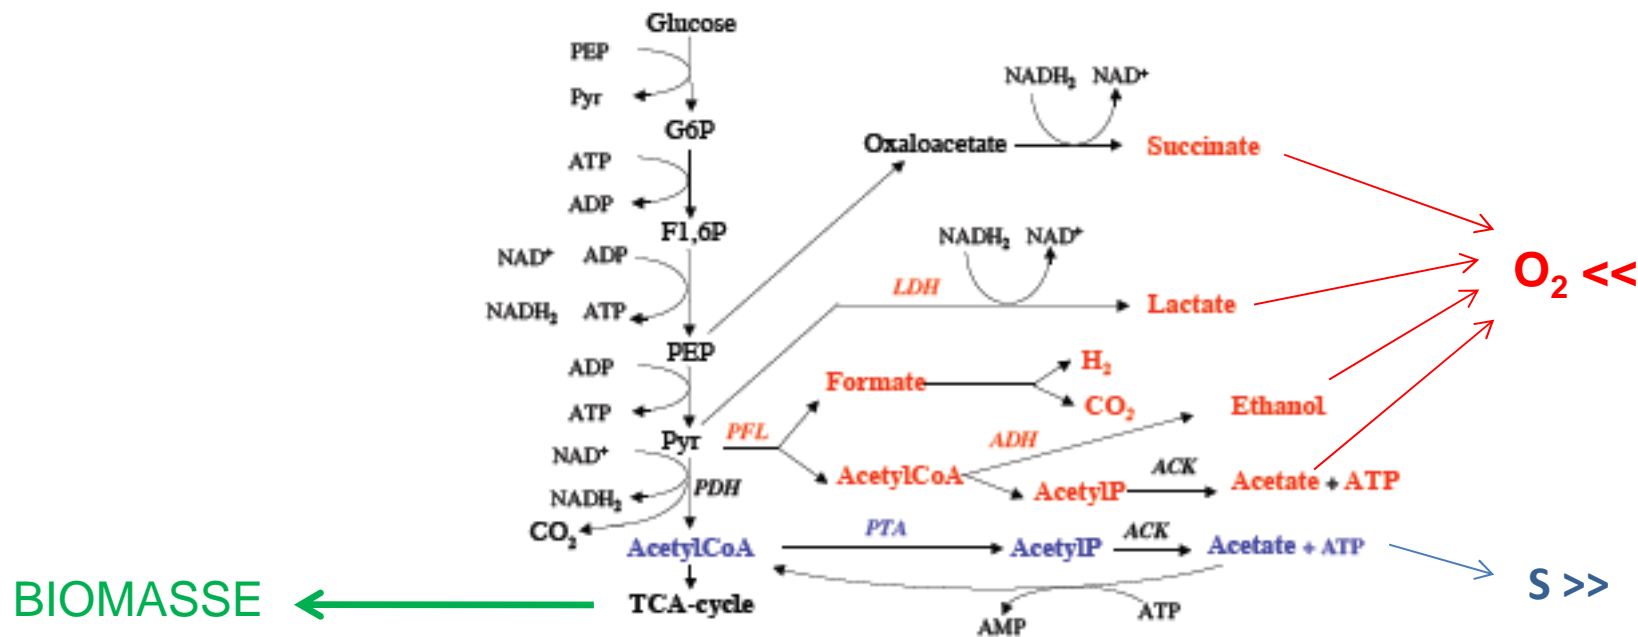 Glucose
PEP
Pyr
NADH₂ NAD⁺
G6P
Oxaloacetate
Succinate
ATP
ADP
F1,6P
NADH₂ NAD⁺
NAD⁺ ADP
O₂ <<
LDH
Lactate
NADH₂ ATP
PEP
ADP
H₂
Formate
ATP
CO₂
Ethanol
Pyr
PFL
ADH
NAD⁺
ACK
AcetylCoA
AcetylP
Acetate + ATP
PDH
NADH₂
CO₂
PTA
ACK
AcetylCoA
AcetylP
Acetate + ATP
S >>
BIOMASSE
TCA-cycle
ATP
AMP